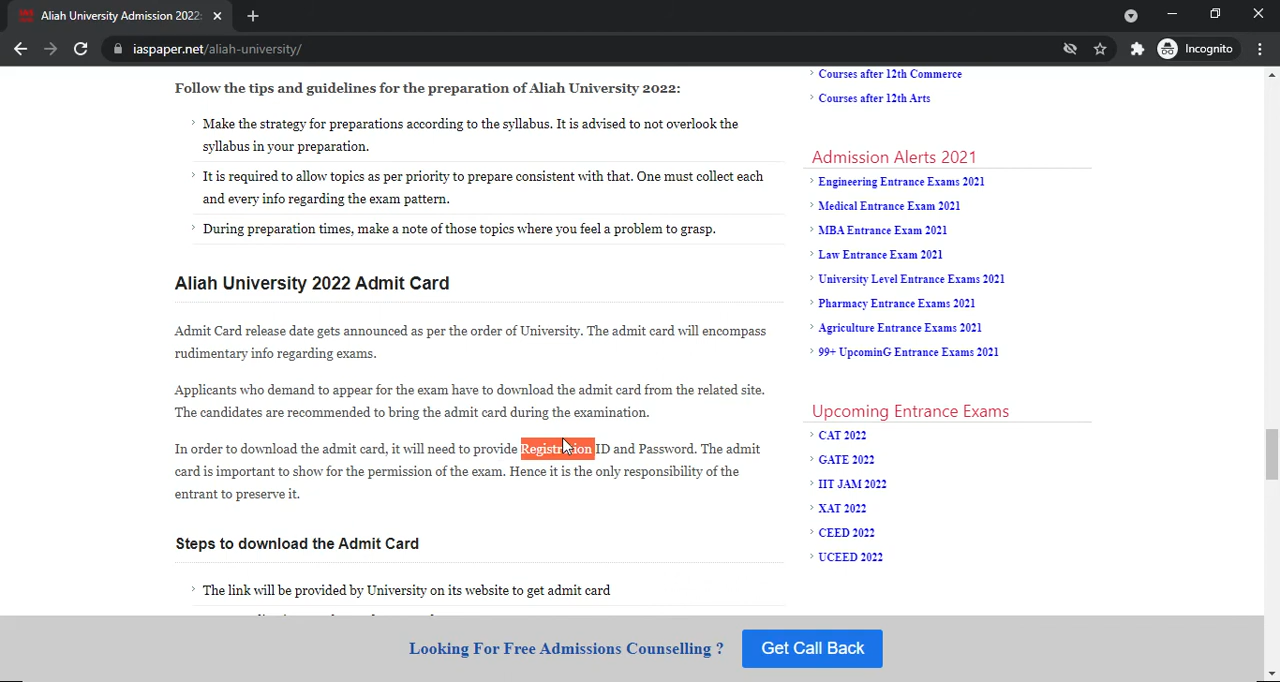 Aliah University Admission 2022:
iaspaper.net/aliah-university/
Incognito
Follow the tips and guidelines for the preparation of Aliah University 2022:
Make the strategy for preparations according to the syllabus. It is advised to not overlook the
syllabus in your preparation.
It is required to allow topics as per priority to prepare consistent with that. One must collect each
and every info regarding the exam pattern.
During preparation times, make a note of those topics where you feel a problem to grasp.
Aliah University 2022 Admit Card
Admit Card release date gets announced as per the order of University. The admit card will encompass
rudimentary info regarding exams.
Applicants who demand to appear for the exam have to download the admit card from the related site.
The candidates are recommended to bring the admit card during the examination.
In order to download the admit card, it will need to provide Registration ID and Password. The admit
card is important to show for the permission of the exam. Hence it is the only responsibility of the
entrant to preserve it.
Steps to download the Admit Card
The link will be provided by University on its website to get admit card
Courses after 12th Commerce
Courses after 12th Arts
Admission Alerts 2021
Engineering Entrance Exams 2021
Medical Entrance Exam 2021
MBA Entrance Exam 2021
Law Entrance Exam 2021
University Level Entrance Exams 2021
Pharmacy Entrance Exams 2021
Agriculture Entrance Exams 2021
99+ UpcominG Entrance Exams 2021
Upcoming Entrance Exams
CAT 2022
GATE 2022
IIT JAM 2022
XAT 2022
CEED 2022
UCEED 2022
Looking For Free Admissions Counselling ?
Get Call Back